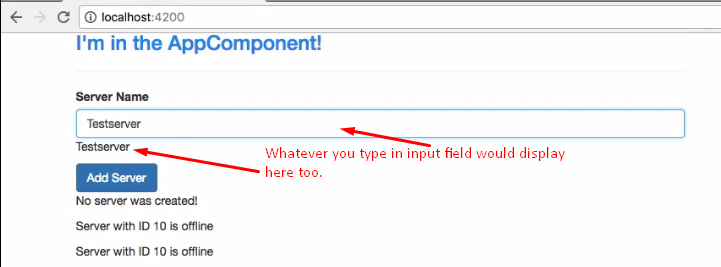 localhost:4200
I'm in the AppComponent!
Server Name
Testserver
Testserver
Whatever you type in input field would display
here too.
Add Server
No server was created!
Server with ID 10 is offline
Server with ID 10 is offline